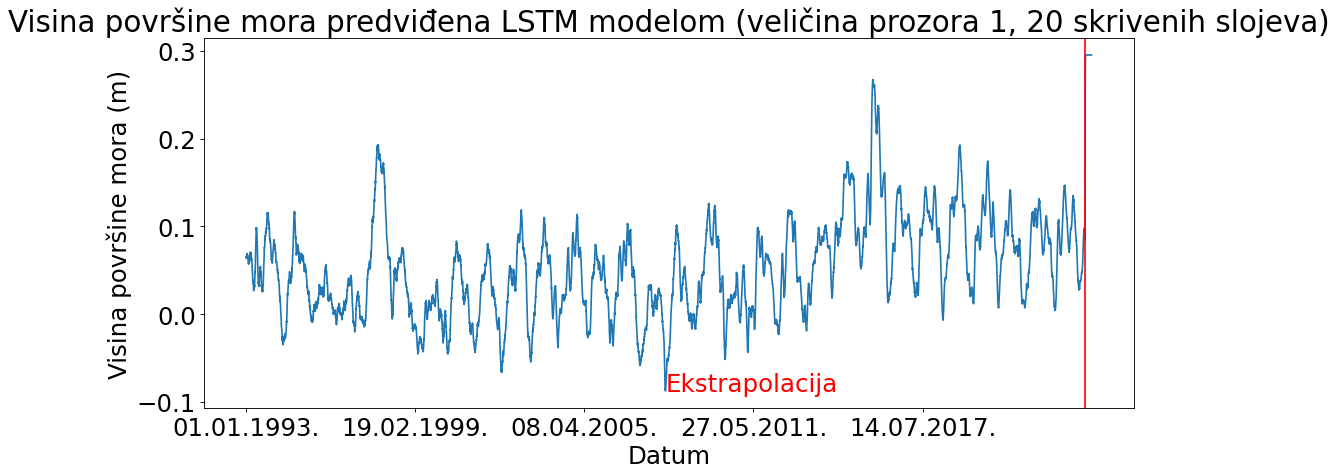 Visina površine mora predviđena LSTM modelom (veličina prozora 1, 20 skrivenih slojeva)
0.3
0.2
0.1
0.0
−0.1
Visina površine mora (m)
Ekstrapolacija
01.01.1993. 19.02.1999. 08.04.2005. 27.05.2011. 14.07.2017.
Datum